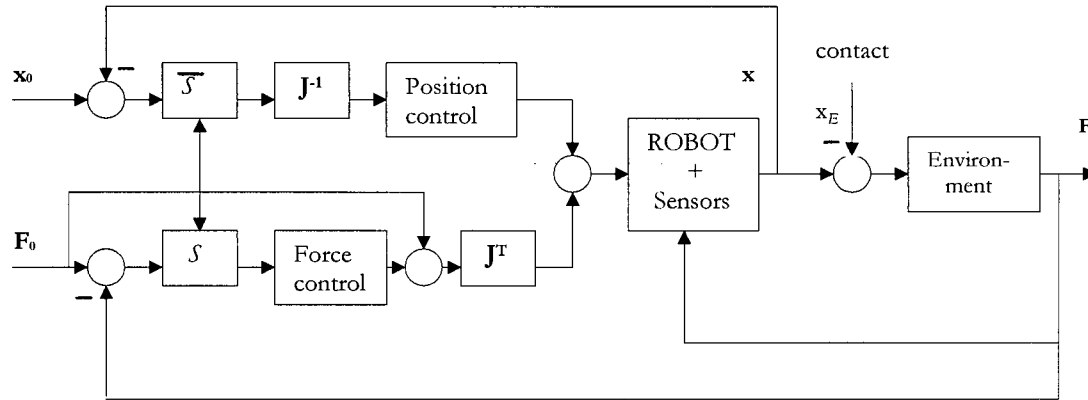 contact
x₀
S̅
J⁻¹
Position
control
x
x_E
ROBOT
+
Sensors
Environ-
ment
F
F₀
S
Force
control
Jᵀ